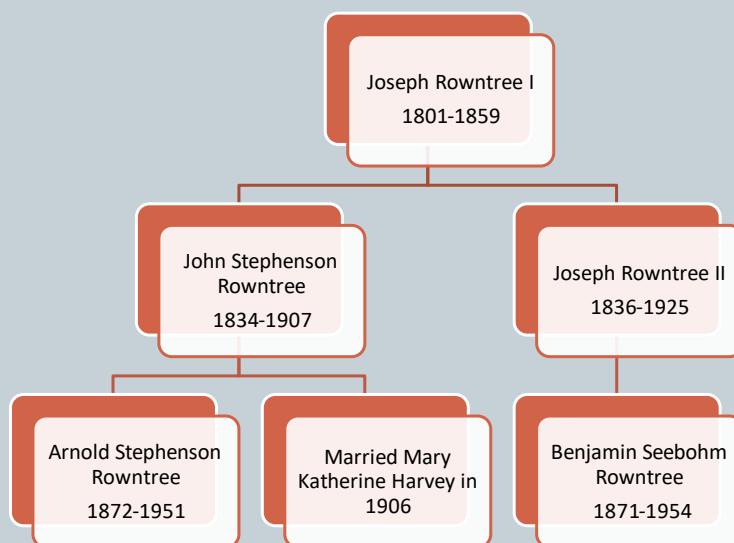 Joseph Rowntree I
1801-1859
John Stephenson
Rowntree
1834-1907
Joseph Rowntree II
1836-1925
Arnold Stephenson
Rowntree
1872-1951
Married Mary
Katherine Harvey in
1906
Benjamin Seebohm
Rowntree
1871-1954